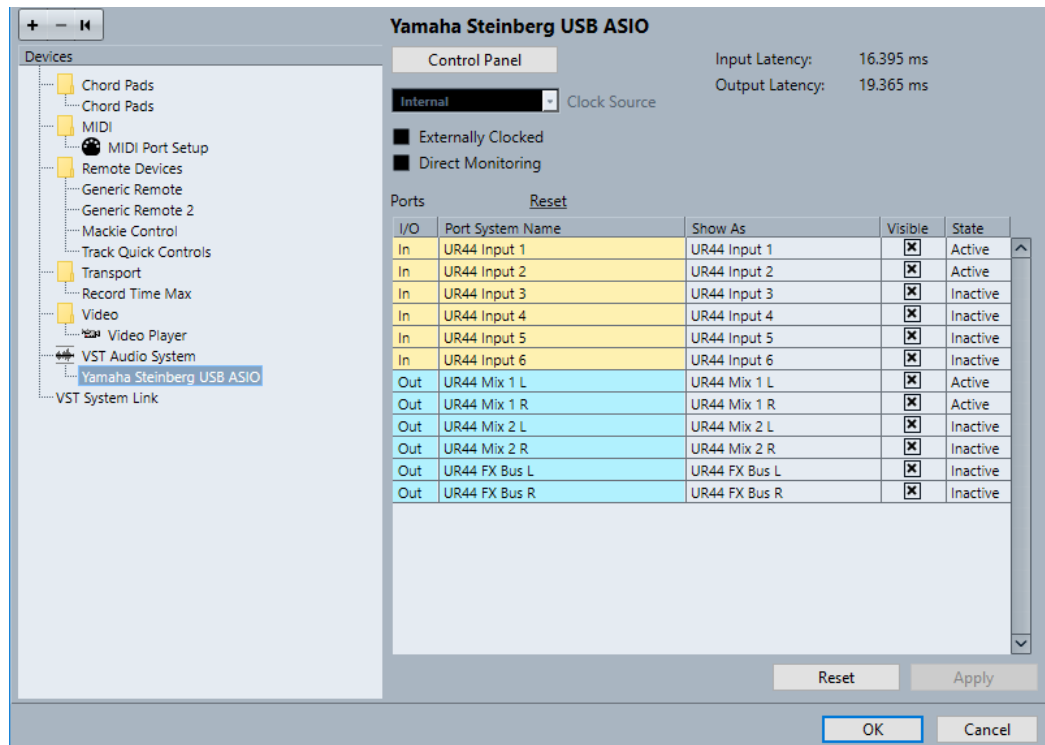 Yamaha Steinberg USB ASIO
Devices
Chord Pads
Chord Pads
MIDI
MIDI Port Setup
Remote Devices
Generic Remote
Generic Remote 2
Mackie Control
Track Quick Controls
Transport
Record Time Max
Video
Video Player
VST Audio System
Yamaha Steinberg USB ASIO
VST System Link
Control Panel
Input Latency: 16.395 ms
Output Latency: 19.365 ms
Internal Clock Source
Externally Clocked
Direct Monitoring
Ports Reset
I/O Port System Name Show As Visible State
In UR44 Input 1 UR44 Input 1 Active
In UR44 Input 2 UR44 Input 2 Active
In UR44 Input 3 UR44 Input 3 Inactive
In UR44 Input 4 UR44 Input 4 Inactive
In UR44 Input 5 UR44 Input 5 Inactive
In UR44 Input 6 UR44 Input 6 Inactive
Out UR44 Mix 1 L UR44 Mix 1 L Active
Out UR44 Mix 1 R UR44 Mix 1 R Active
Out UR44 Mix 2 L UR44 Mix 2 L Inactive
Out UR44 Mix 2 R UR44 Mix 2 R Inactive
Out UR44 FX Bus L UR44 FX Bus L Inactive
Out UR44 FX Bus R UR44 FX Bus R Inactive
Reset Apply
OK Cancel